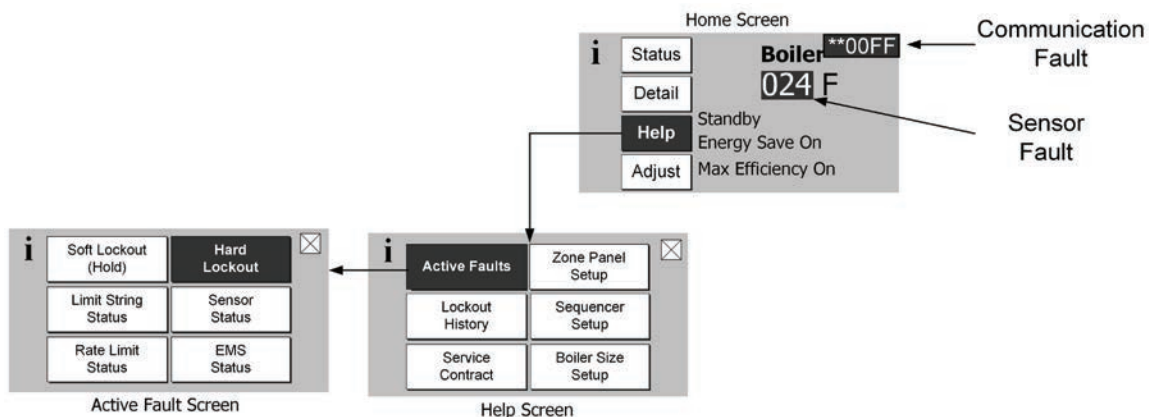 Home Screen
i
Status
Detail
Help
Adjust
Boiler
**00FF
024 F
Standby
Energy Save On
Max Efficiency On
Communication
Fault
Sensor
Fault
i
Soft Lockout
(Hold)
Hard
Lockout
Limit String
Status
Sensor
Status
Rate Limit
Status
EMS
Status
Active Fault Screen
i
Active Faults
Zone Panel
Setup
Lockout
History
Sequencer
Setup
Service
Contract
Boiler Size
Setup
Help Screen